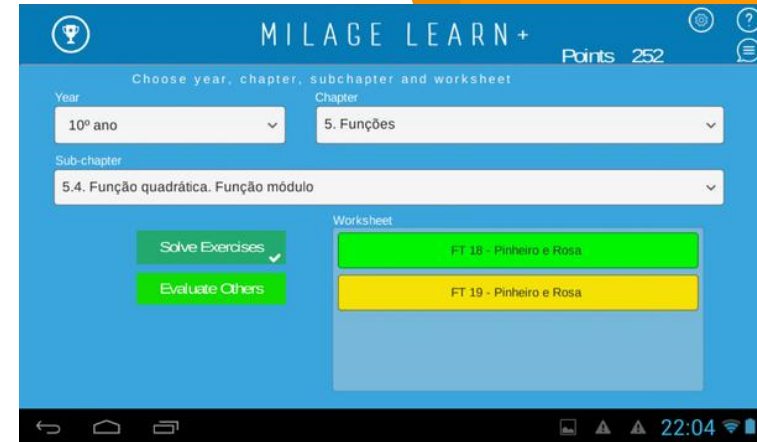 MILAGE LEARN+
Points 252
?
Choose year, chapter, subchapter and worksheet
Year
Chapter
10º ano
5. Funções
Sub-chapter
5.4. Função quadrática. Função módulo
Worksheet
Solve Exercises
FT 18 - Pinheiro e Rosa
Evaluate Others
FT 19 - Pinheiro e Rosa
22:04